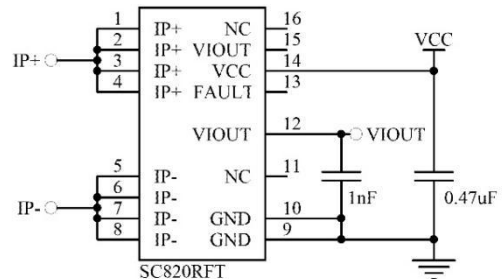 1 IP+ NC 16
2 IP+ VIOUT 15
IP+ 3 IP+ VCC 14 VCC
4 IP+ FAULT 13
VIOUT 12 VIOUT
5 IP- NC 11
6 IP-
IP- 7 IP- GND 10 1nF 0.47uF
8 IP- GND 9
SC820RFT